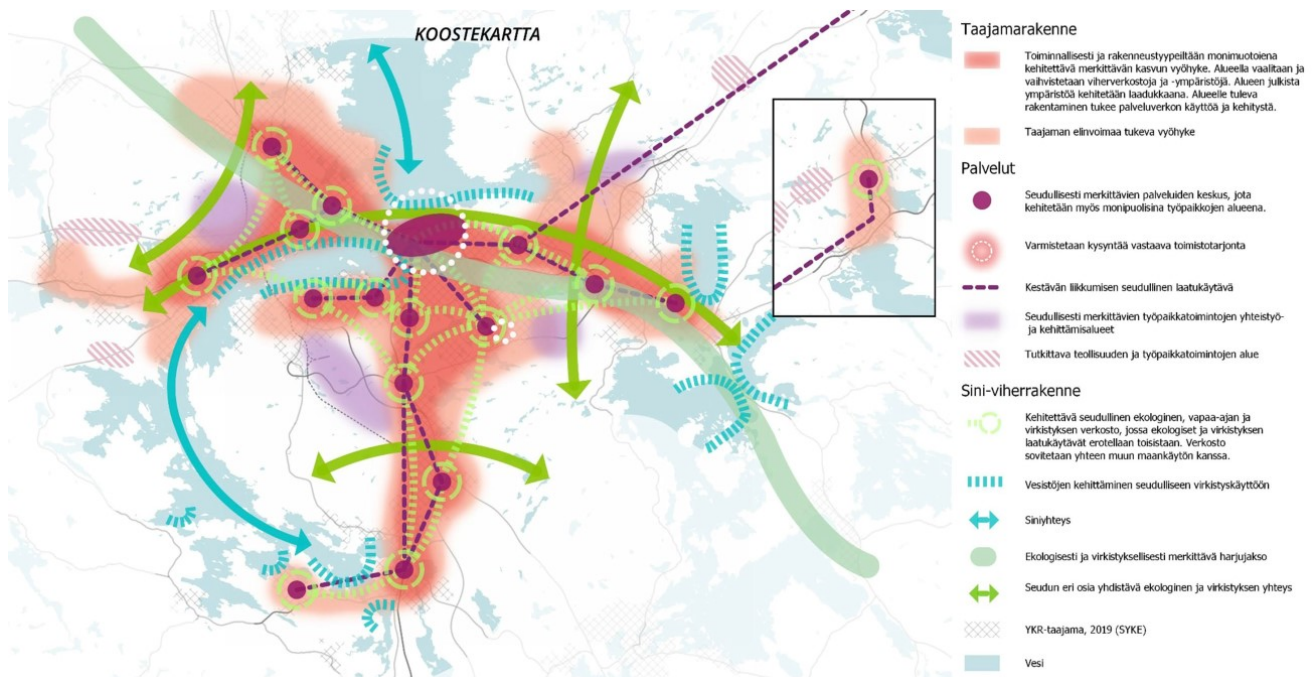 KOOSTEKARTTA
Taajamarakenne
Toiminnallisesti ja rakennustyypeiltään monimuotoiena
kehitettävä merkittävän kasvun vyöhyke. Alueella vaalitaan ja
vahvistetaan viherverkostoja ja -ympäristöjä. Alueen julkista
ympäristöä kehitetään laadukkaana. Alueelle tuleva
rakentaminen tukee palveluverkon käyttöä ja kehitystä.
Taajaman elinvoimaa tukeva vyöhyke
Palvelut
Seudullisesti merkittävien palveluiden keskus, jota
kehitetään myös monipuolisina työpaikkojen alueena.
Varmistetaan kysyntää vastaava toimistotarjonta
Kestävän liikkumisen seudullinen laatukäytävä
Seudullisesti merkittävien työpaikkatoimintojen yhteistyö-
ja kehittämisalueet
Tutkittava teollisuuden ja työpaikkatoimintojen alue
Sini-viherrakenne
Kehitettävä seudullinen ekologinen, vapaa-ajan ja
virkistyksen verkosto, jossa ekologiset ja virkistyksen
laatukäytävät erotellaan toisistaan. Verkosto
sovitetaan yhteen muun maankäytön kanssa.
Vesistöjen kehittäminen seudulliseen virkistyskäyttöön
Siniyhteys
Ekologisesti ja virkistyksellisesti merkittävä harjujakso
Seudun eri osia yhdistävä ekologinen ja virkistyksen yhteys
YKR-taajama, 2019 (SYKE)
Vesi